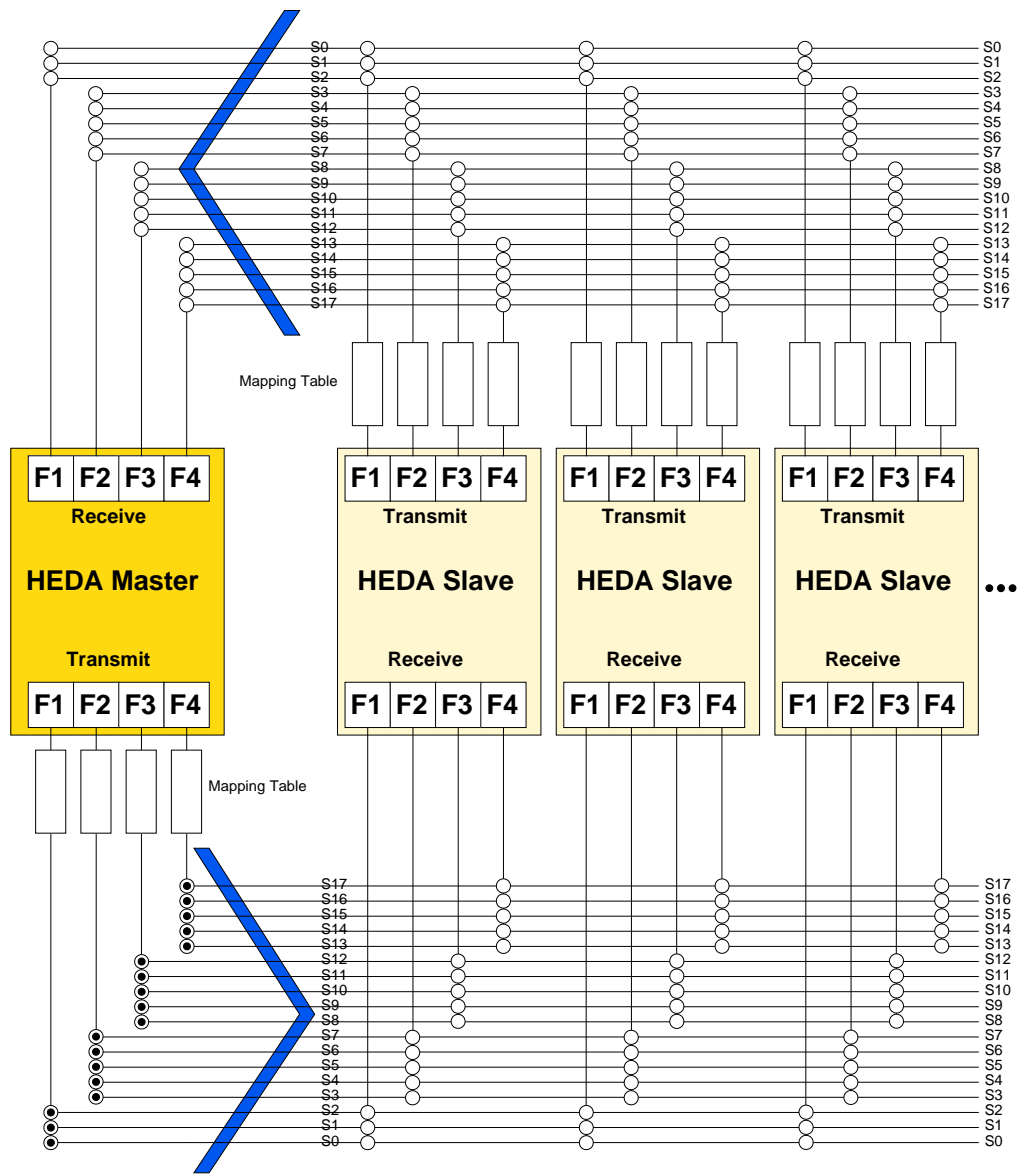 S0 S0
S1 S1
S2 S2
S3 S3
S4 S4
S5 S5
S6 S6
S7 S7
S8 S8
S9 S9
S10 S10
S11 S11
S12 S12
S13 S13
S14 S14
S15 S15
S16 S16
S17 S17
Mapping Table
F1 F2 F3 F4 F1 F2 F3 F4 F1 F2 F3 F4 F1 F2 F3 F4
Receive Transmit Transmit Transmit
HEDA Master HEDA Slave HEDA Slave HEDA Slave ...
Transmit Receive Receive Receive
F1 F2 F3 F4 F1 F2 F3 F4 F1 F2 F3 F4 F1 F2 F3 F4
Mapping Table
S17 S17
S16 S16
S15 S15
S14 S14
S13 S13
S12 S12
S11 S11
S10 S10
S9 S9
S8 S8
S7 S7
S6 S6
S5 S5
S4 S4
S3 S3
S2 S2
S1 S1
S0 S0